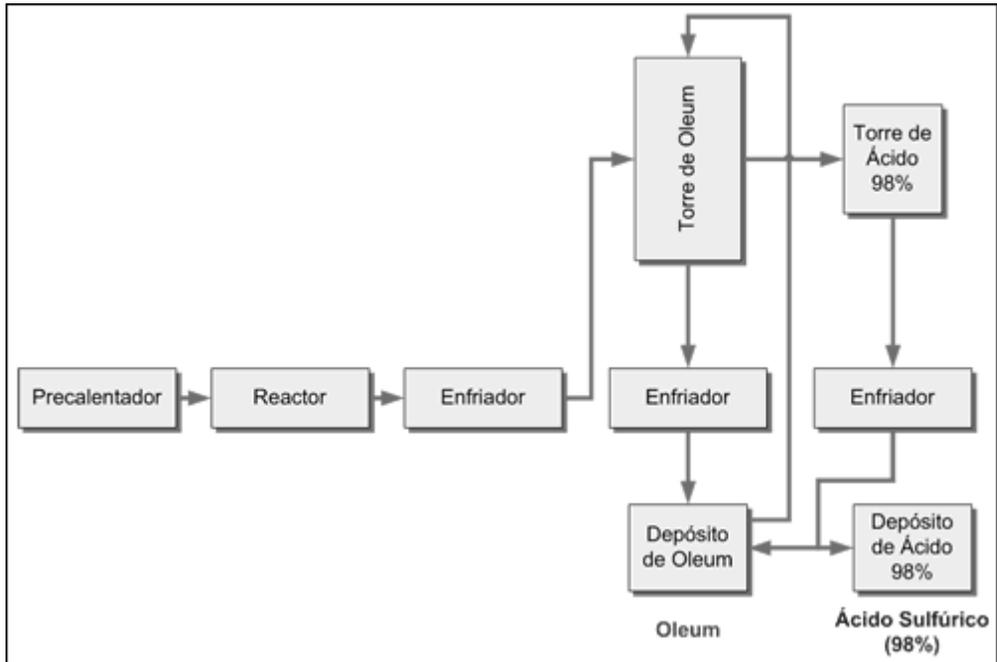 Torre de Oleum
Torre de
Ácido
98%
Precalentador
Reactor
Enfriador
Enfriador
Enfriador
Depósito
de Oleum
Depósito
de Ácido
98%
Oleum
Ácido Sulfúrico
(98%)